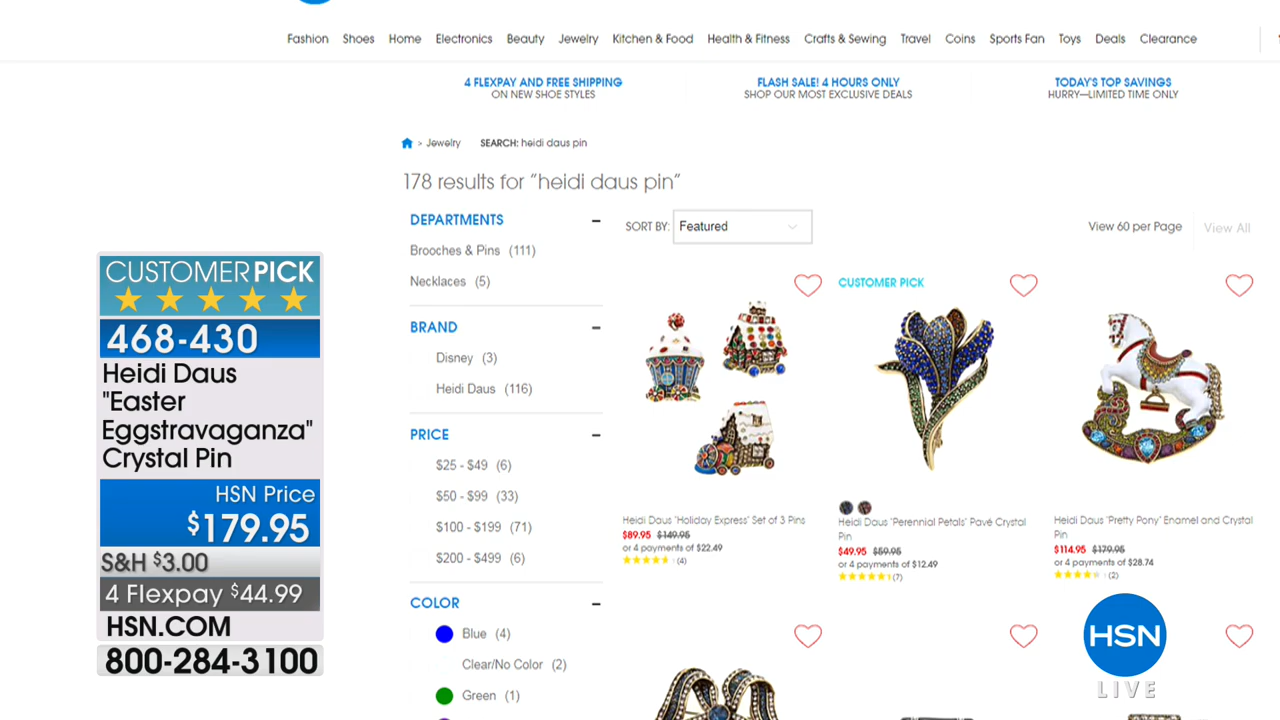 Fashion Shoes Home Electronics Beauty Jewelry Kitchen & Food Health & Fitness Crafts & Sewing Travel Coins Sports Fan Toys Deals Clearance
4 FLEXPAY AND FREE SHIPPING
ON NEW SHOE STYLES
FLASH SALE! 4 HOURS ONLY
SHOP OUR MOST EXCLUSIVE DEALS
TODAY'S TOP SAVINGS
HURRY—LIMITED TIME ONLY
> Jewelry SEARCH: heidi daus pin
178 results for "heidi daus pin"
DEPARTMENTS –
Brooches & Pins (111)
Necklaces (5)
BRAND –
Disney (3)
Heidi Daus (116)
PRICE –
$25 - $49 (6)
$50 - $99 (33)
$100 - $199 (71)
$200 - $499 (6)
COLOR –
Blue (4)
Clear/No Color (2)
Green (1)
SORT BY: Featured
View 60 per Page View All
Heidi Daus "Holiday Express" Set of 3 Pins
$89.95 $149.95
or 4 payments of $22.49
(4)
CUSTOMER PICK
Heidi Daus "Perennial Petals" Pavé Crystal
Pin
$49.95 $59.95
or 4 payments of $12.49
(7)
Heidi Daus "Pretty Pony" Enamel and Crystal
Pin
$114.95 $179.95
or 4 payments of $28.74
(2)
CUSTOMER PICK
468-430
Heidi Daus
"Easter
Eggstravaganza"
Crystal Pin
HSN Price
$179.95
S&H $3.00
4 Flexpay $44.99
HSN.COM
800-284-3100
HSN
LIVE